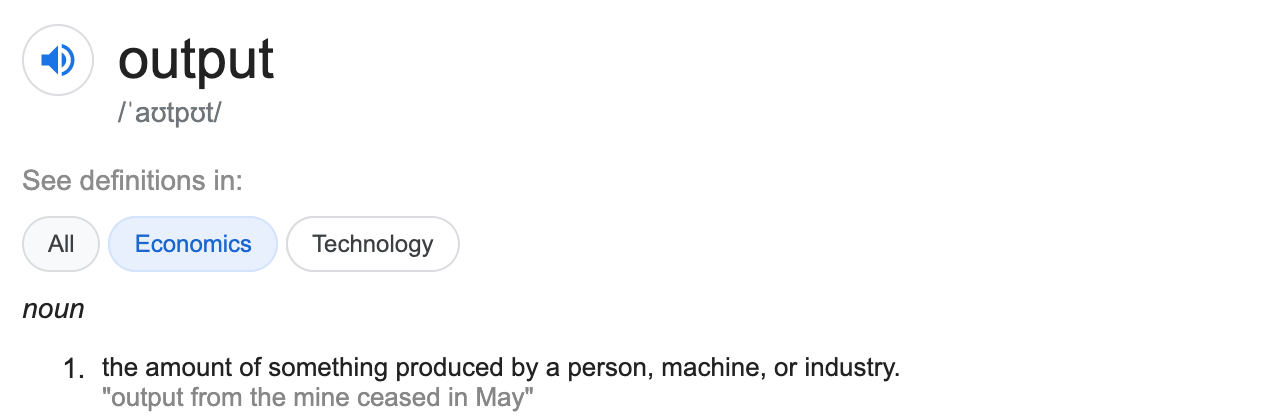 output
/ˈaʊtpʊt/
See definitions in:
All Economics Technology
noun
1. the amount of something produced by a person, machine, or industry.
"output from the mine ceased in May"